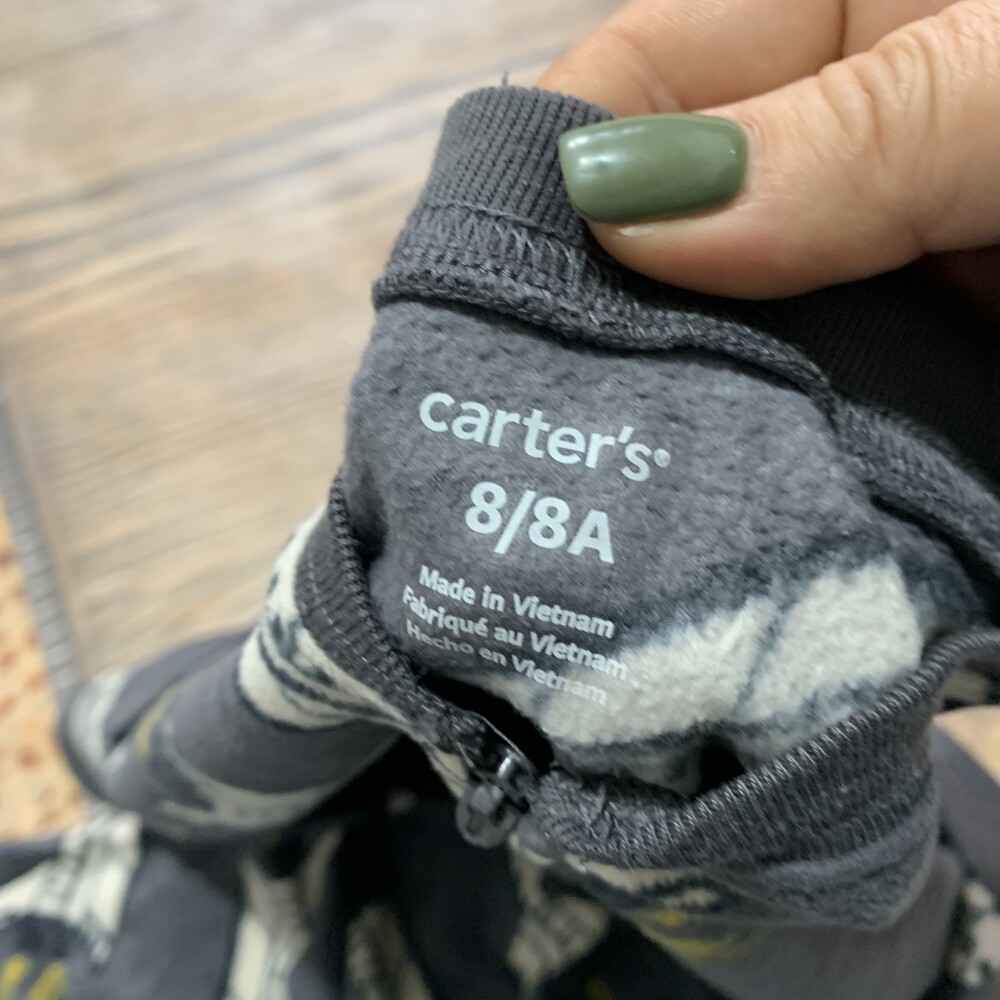 carter's®
8/8A
Made in Vietnam
Fabriqué au Vietnam
Hecho en Vietnam